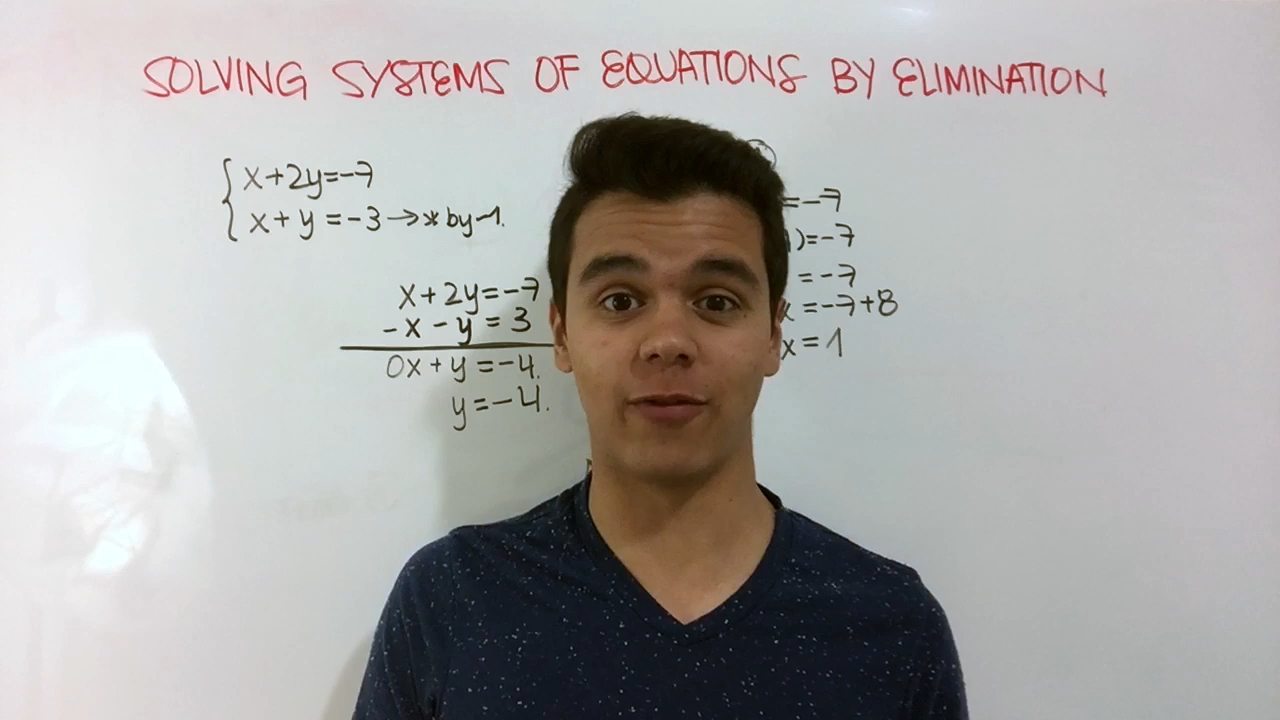 SOLVING SYSTEMS OF EQUATIONS BY ELIMINATION
x+2y=-7
x+y=-3→* by -1.
x+2y=-7
-x-y=3
0x+y=-4.
y=-4.
=-7
)=-7
=-7
x=-7+8
x=1